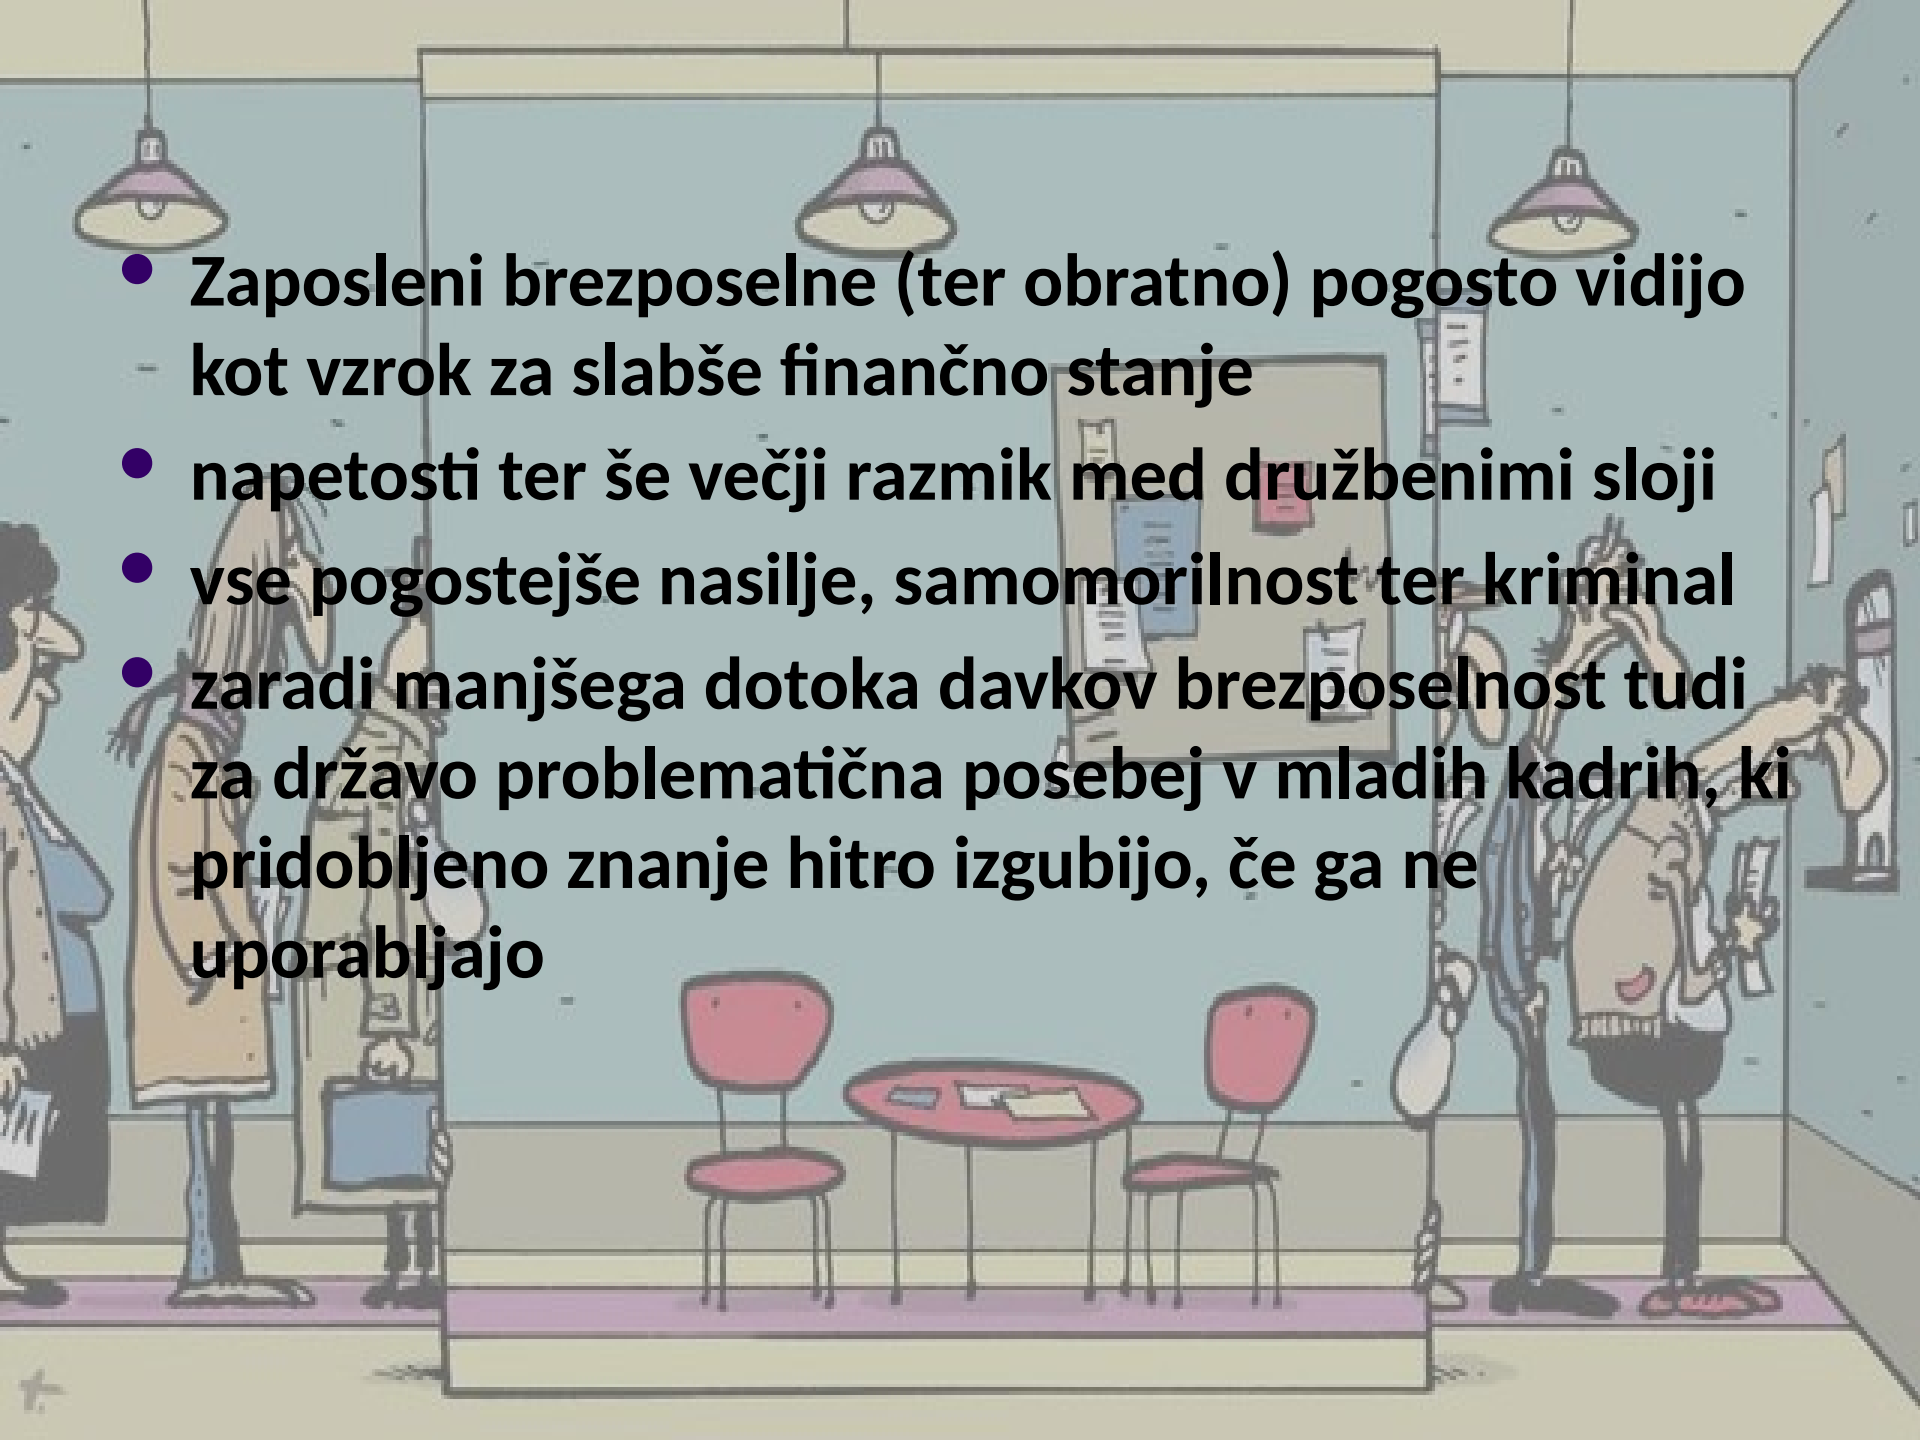 • Zaposleni brezposelne (ter obratno) pogosto vidijo
kot vzrok za slabše finančno stanje
• napetosti ter še večji razmik med družbenimi sloji
• vse pogostejše nasilje, samomorilnost ter kriminal
• zaradi manjšega dotoka davkov brezposelnost tudi
za državo problematična posebej v mladih kadrih, ki
pridobljeno znanje hitro izgubijo, če ga ne
uporabljajo